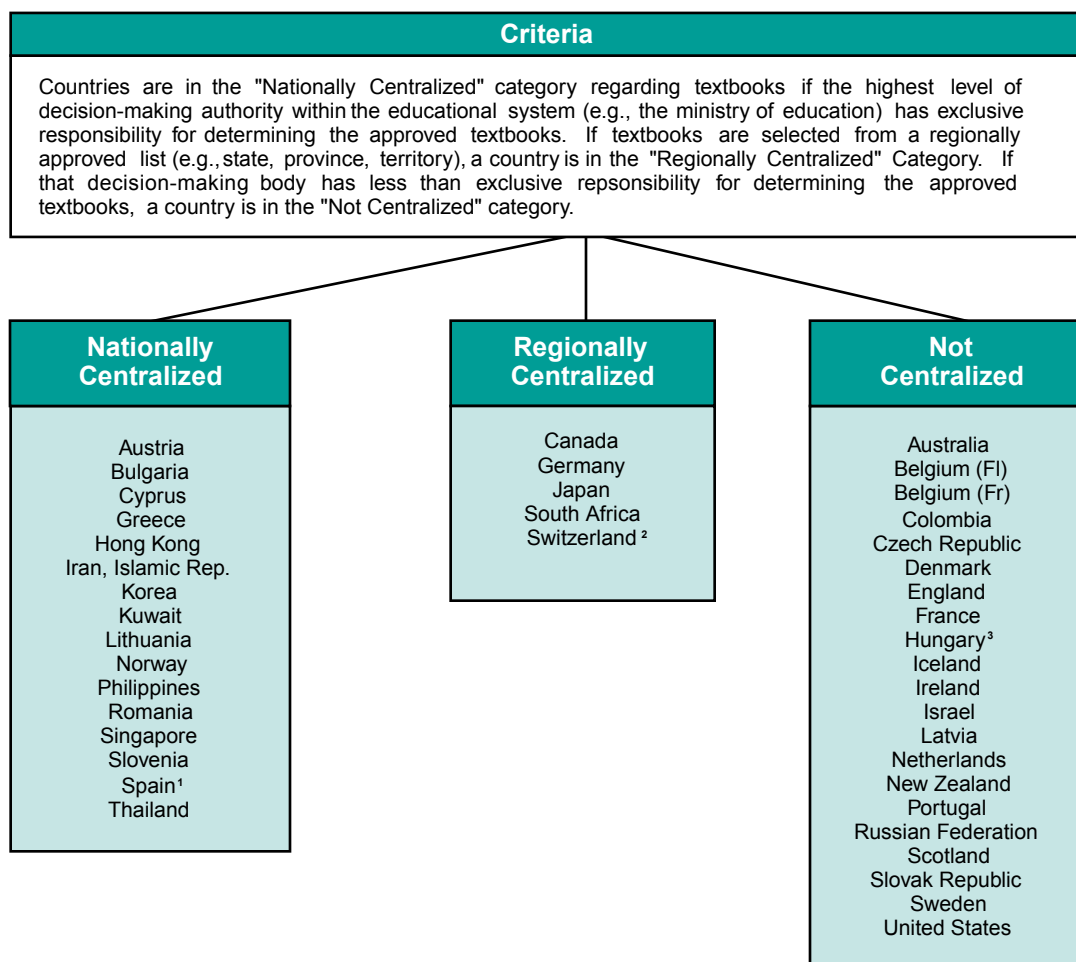 Criteria
Countries are in the "Nationally Centralized" category regarding textbooks if the highest level of
decision-making authority within the educational system (e.g., the ministry of education) has exclusive
responsibility for determining the approved textbooks. If textbooks are selected from a regionally
approved list (e.g., state, province, territory), a country is in the "Regionally Centralized" Category. If
that decision-making body has less than exclusive repsonsibility for determining the approved
textbooks, a country is in the "Not Centralized" category.
Nationally
Centralized
Austria
Bulgaria
Cyprus
Greece
Hong Kong
Iran, Islamic Rep.
Korea
Kuwait
Lithuania
Norway
Philippines
Romania
Singapore
Slovenia
Spain¹
Thailand
Regionally
Centralized
Canada
Germany
Japan
South Africa
Switzerland ²
Not
Centralized
Australia
Belgium (Fl)
Belgium (Fr)
Colombia
Czech Republic
Denmark
England
France
Hungary³
Iceland
Ireland
Israel
Latvia
Netherlands
New Zealand
Portugal
Russian Federation
Scotland
Slovak Republic
Sweden
United States